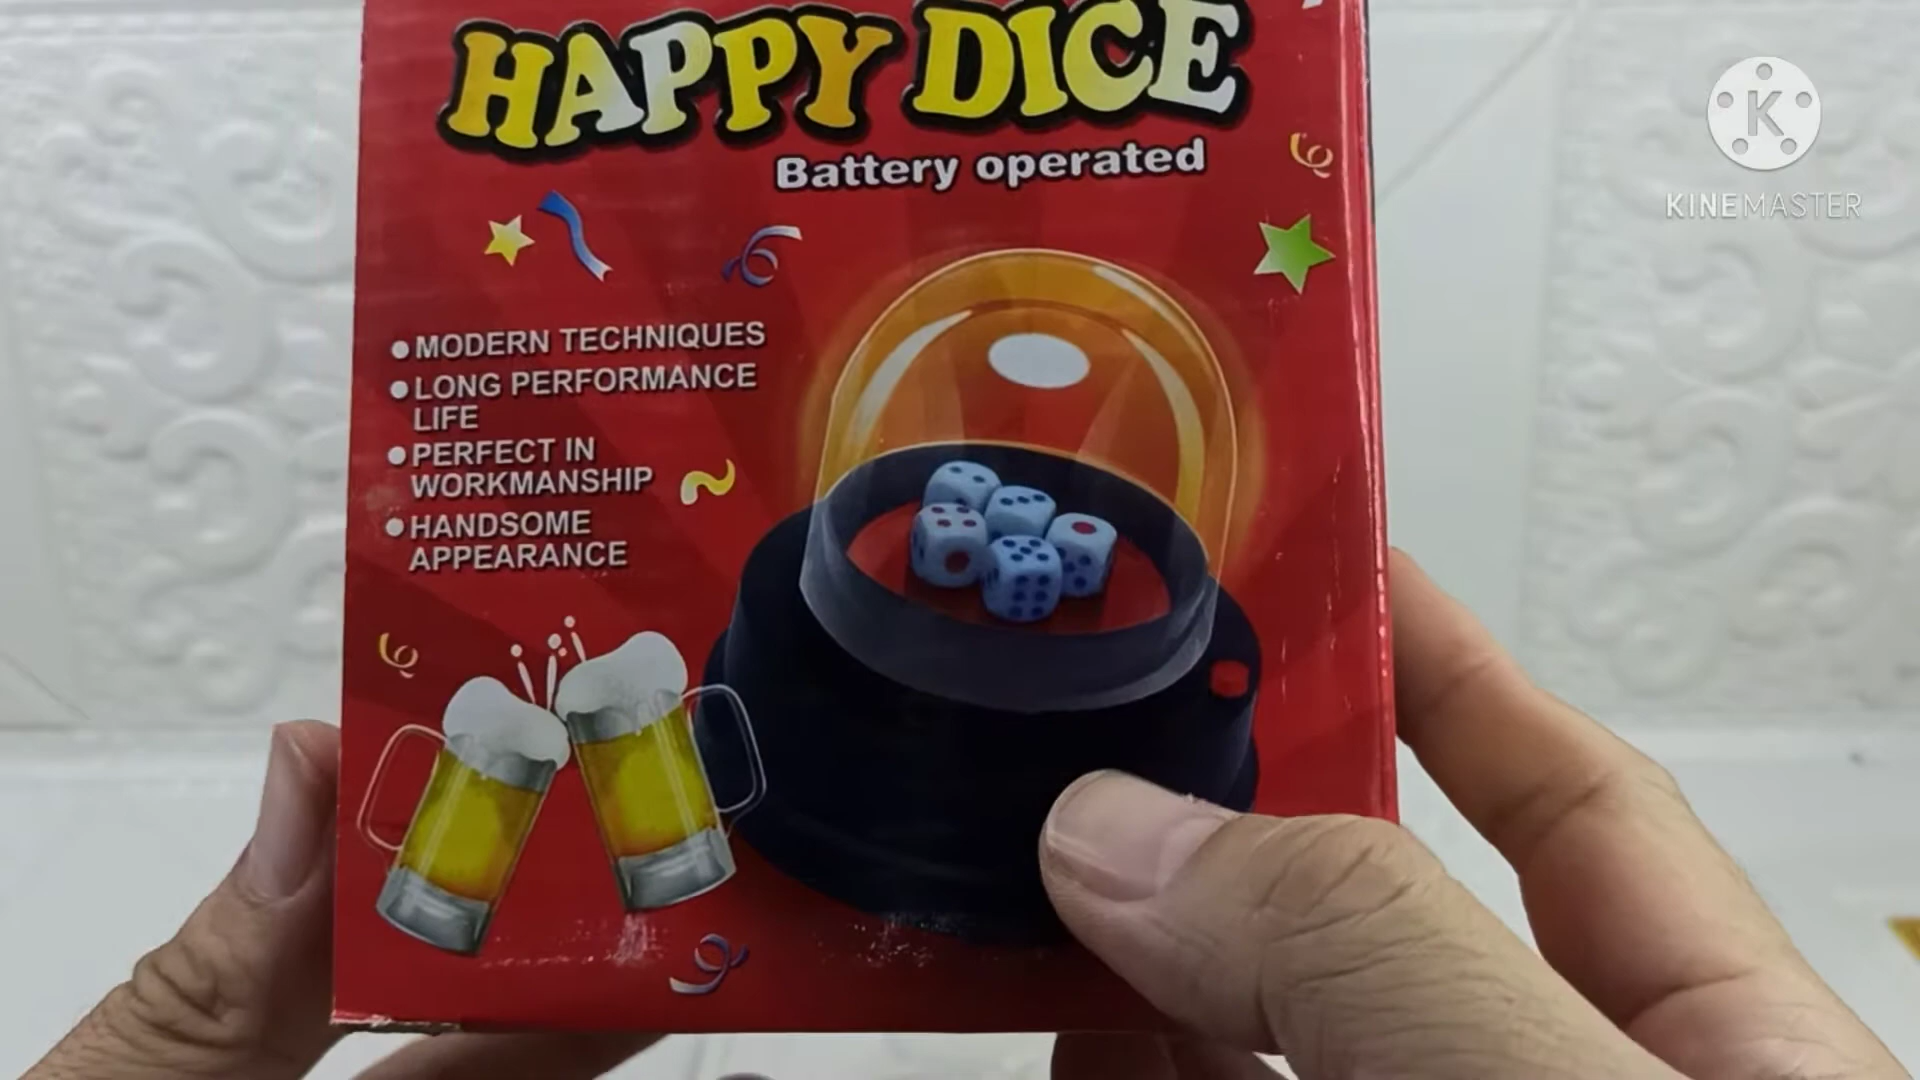 HAPPY DICE
Battery operated
K
KINEMASTER
MODERN TECHNIQUES
LONG PERFORMANCE
LIFE
PERFECT IN
WORKMANSHIP
HANDSOME
APPEARANCE